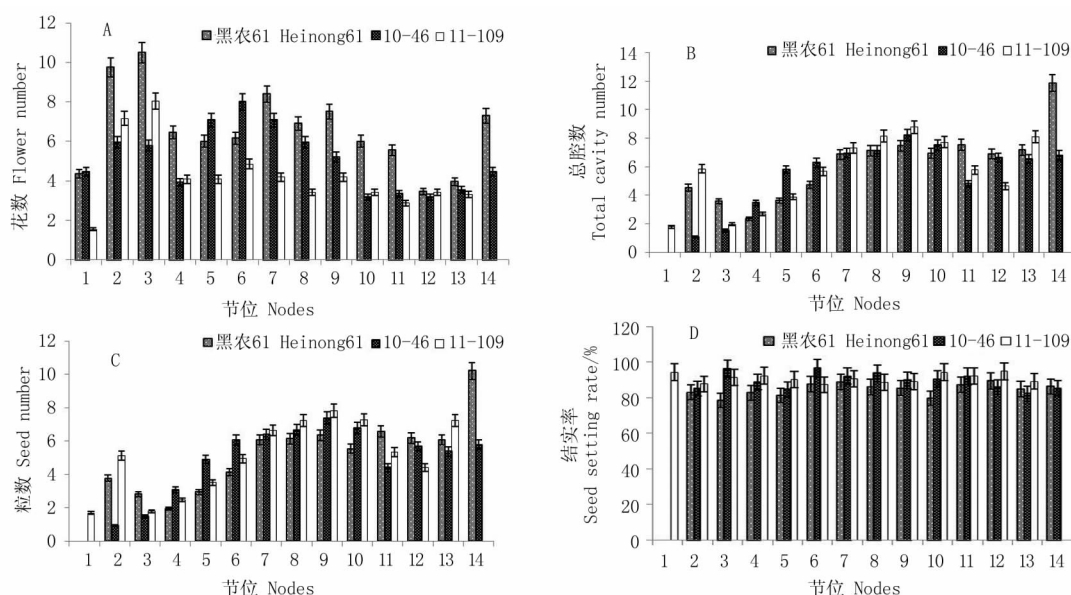 A
黑农61 Heinong61 10-46 11-109
花数 Flower number
12
10
8
6
4
2
0
1 2 3 4 5 6 7 8 9 10 11 12 13 14
节位 Nodes
B
黑农61 Heinong61 10-46 11-109
总腔数
Total cavity number
14
12
10
8
6
4
2
0
1 2 3 4 5 6 7 8 9 10 11 12 13 14
节位 Nodes
C
黑农61 Heinong61 10-46 11-109
粒数 Seed number
12
10
8
6
4
2
0
1 2 3 4 5 6 7 8 9 10 11 12 13 14
节位 Nodes
D
黑农61 Heinong61 10-46 11-109
结实率
Seed setting rate/%
120
100
80
60
40
20
0
1 2 3 4 5 6 7 8 9 10 11 12 13 14
节位 Nodes